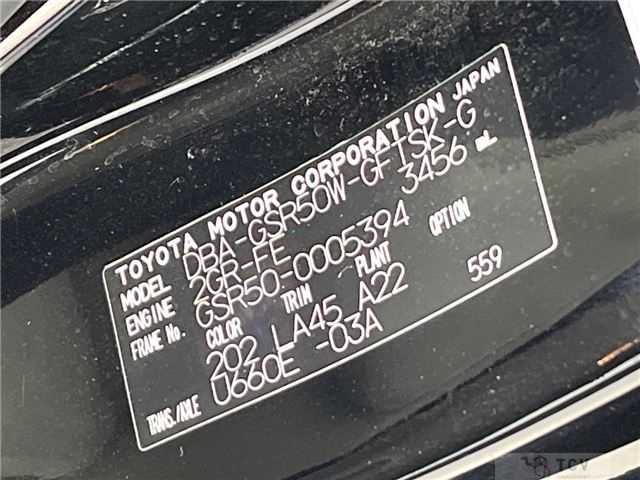 TOYOTA MOTOR CORPORATION JAPAN
MODEL DBA-GSR50W-GFTSK-G
ENGINE 2GR-FE 3456 mL
FRAME No. GSR50-0005394
COLOR TRIM PLANT OPTION
202 LA45 A22 559
TRANS./AXLE U660E -03A
TCV